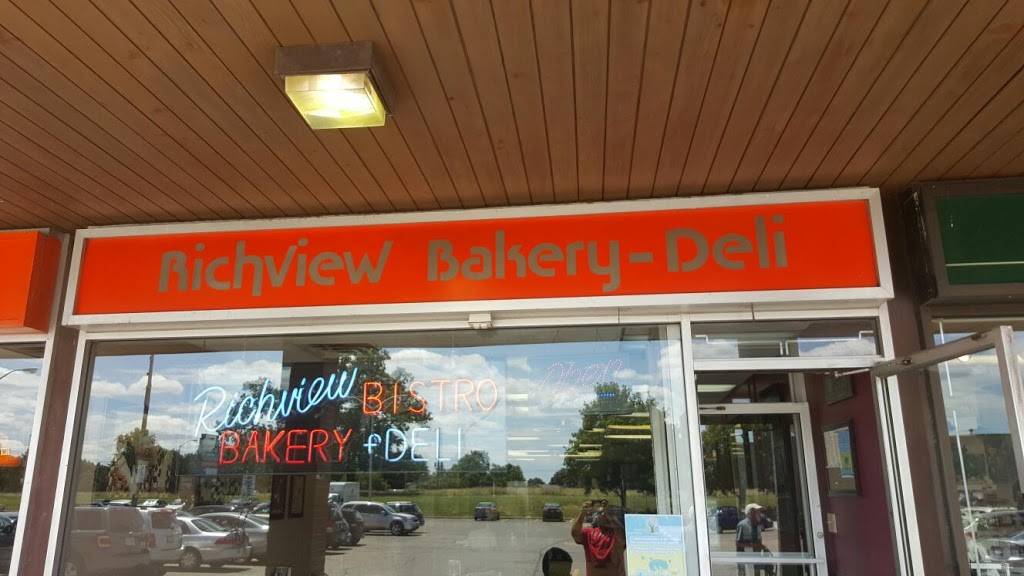 Richview Bakery-Deli
Richview BISTRO
BAKERY & DELI